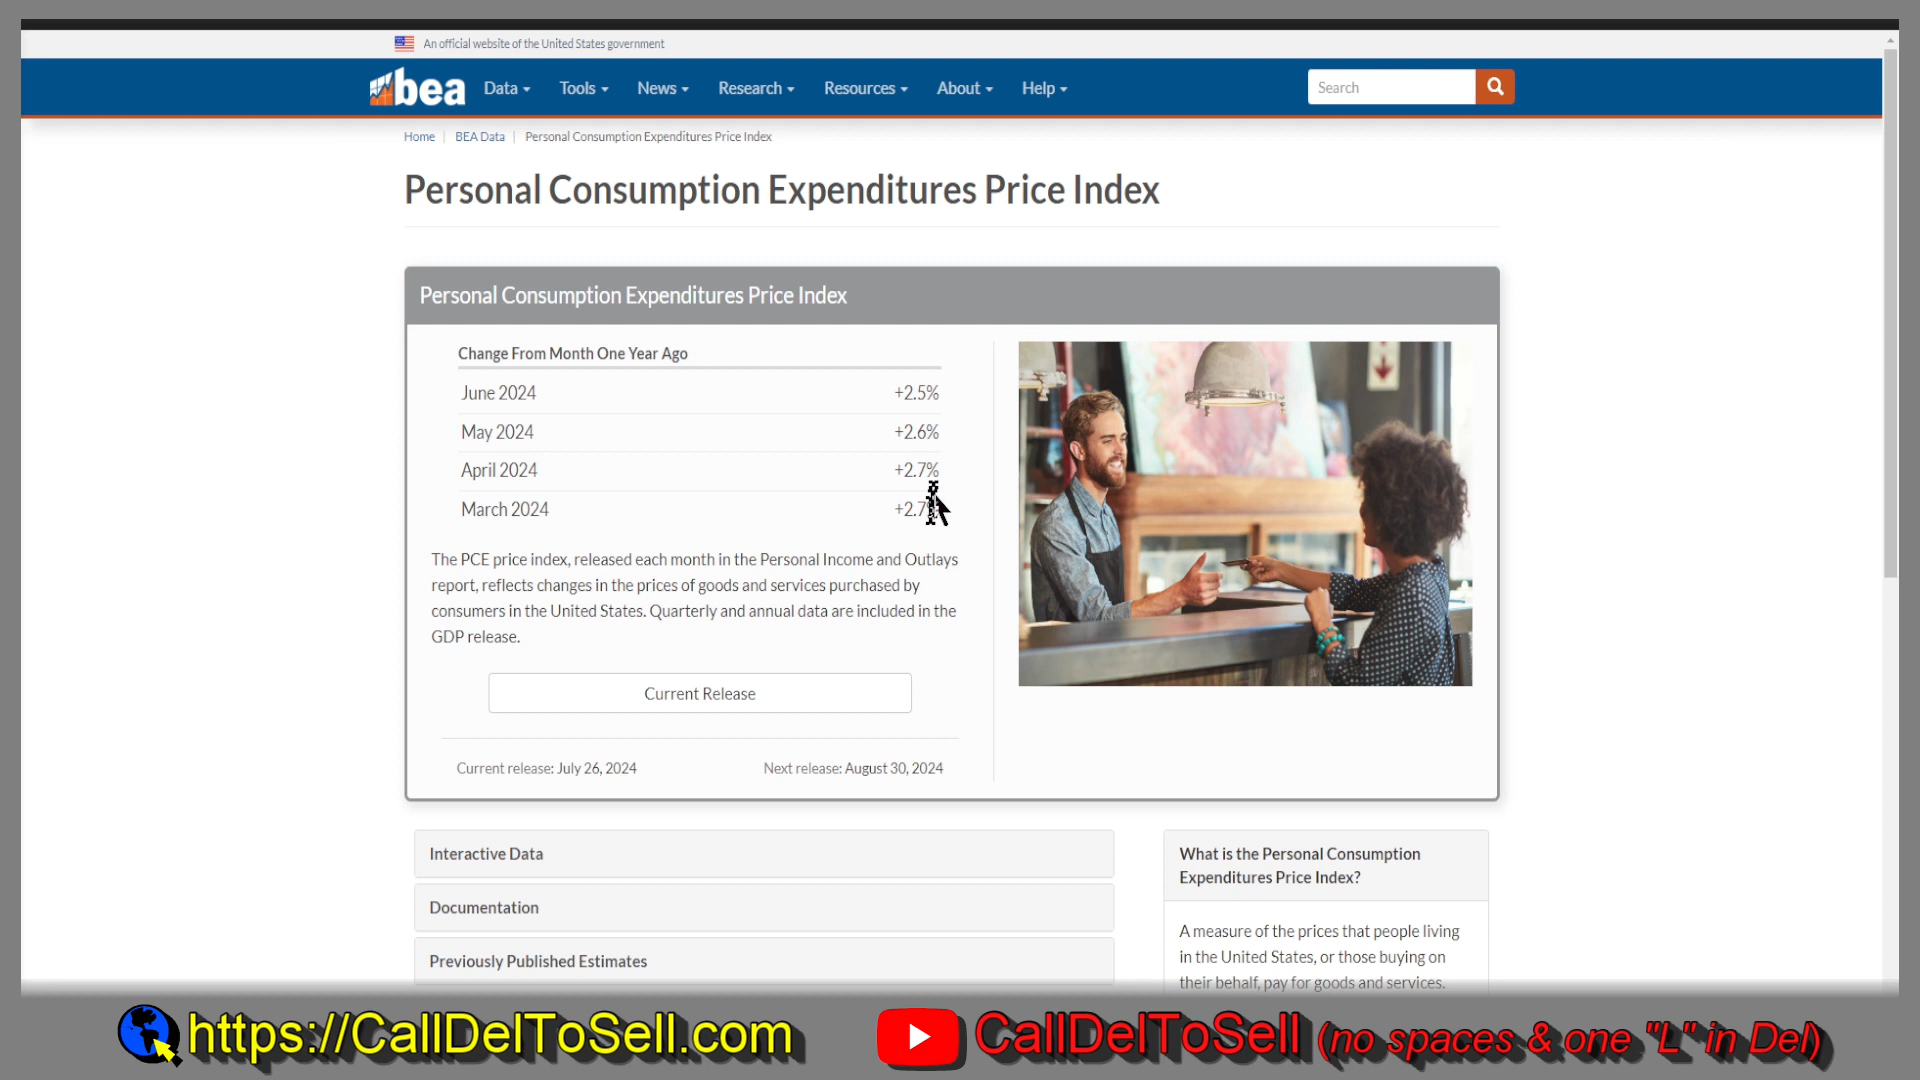 An official website of the United States government
bea Data Tools News Research Resources About Help Search
Home | BEA Data | Personal Consumption Expenditures Price Index
Personal Consumption Expenditures Price Index
Personal Consumption Expenditures Price Index
Change From Month One Year Ago
June 2024 +2.5%
May 2024 +2.6%
April 2024 +2.7%
March 2024
The PCE price index, released each month in the Personal Income and Outlays
report, reflects changes in the prices of goods and services purchased by
consumers in the United States. Quarterly and annual data are included in the
GDP release.
Current Release
Current release: July 26, 2024 Next release: August 30, 2024
Interactive Data
Documentation
Previously Published Estimates
What is the Personal Consumption
Expenditures Price Index?
A measure of the prices that people living
in the United States, or those buying on
their behalf, pay for goods and services.
https://CallDelToSell.com CallDelToSell (no spaces & one "L" in Del)